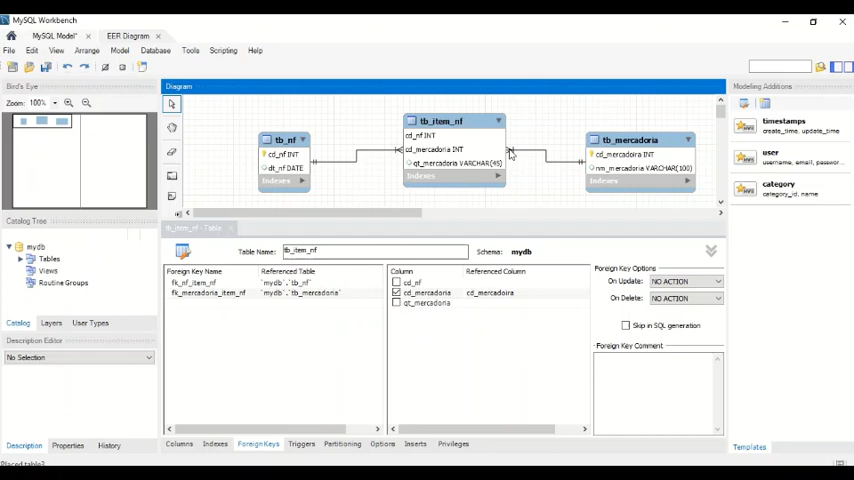 MySQL Workbench
MySQL Model* ×
EER Diagram ×
File Edit View Arrange Model Database Tools Scripting Help
Bird's Eye
Zoom: 100%
Diagram
Modeling Additions
timestamps
create_time, update_time
user
username, email, passwor...
category
category_id, name
tb_nf
cd_nf INT
dt_nf DATE
Indexes
tb_item_nf
cd_nf INT
cd_mercadoria INT
qt_mercadoria VARCHAR(45)
Indexes
tb_mercadoria
cd_mercadoira INT
nm_mercadoria VARCHAR(100)
Indexes
Catalog Tree
mydb
Tables
Views
Routine Groups
Catalog Layers User Types
Description Editor
No Selection
Description Properties History
tb_item_nf - Table ×
Table Name: tb_item_nf Schema: mydb
Foreign Key Name Referenced Table
fk_nf_item_nf `mydb`.`tb_nf`
fk_mercadoria_item_nf `mydb`.`tb_mercadoria`
Column Referenced Column
cd_nf
cd_mercadoria cd_mercadoira
qt_mercadoria
Foreign Key Options
On Update: NO ACTION
On Delete: NO ACTION
Skip in SQL generation
Foreign Key Comment
Columns Indexes Foreign Keys Triggers Partitioning Options Inserts Privileges
Templates
Placed table3